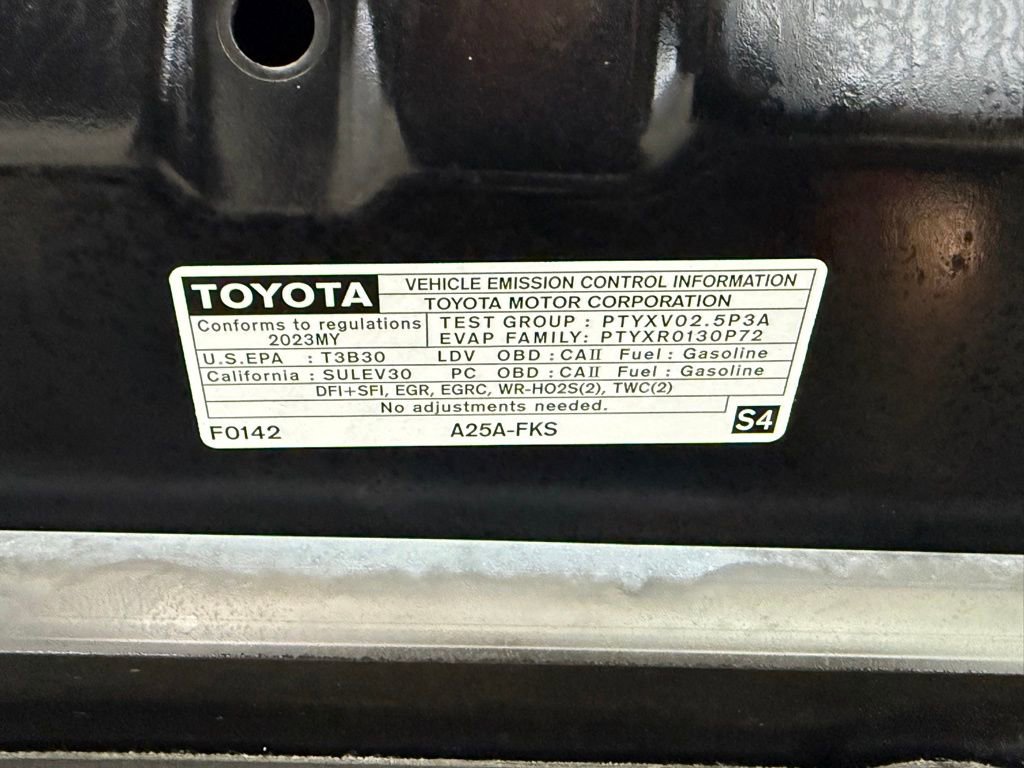 TOYOTA
VEHICLE EMISSION CONTROL INFORMATION
TOYOTA MOTOR CORPORATION
Conforms to regulations
2023MY
TEST GROUP : PTYXV02.5P3A
EVAP FAMILY: PTYXR0130P72
U.S.EPA : T3B30 LDV OBD : CAII Fuel : Gasoline
California : SULEV30 PC OBD : CAII Fuel : Gasoline
DFI+SFI, EGR, EGRC, WR-HO2S(2), TWC(2)
No adjustments needed.
F0142 A25A-FKS S4